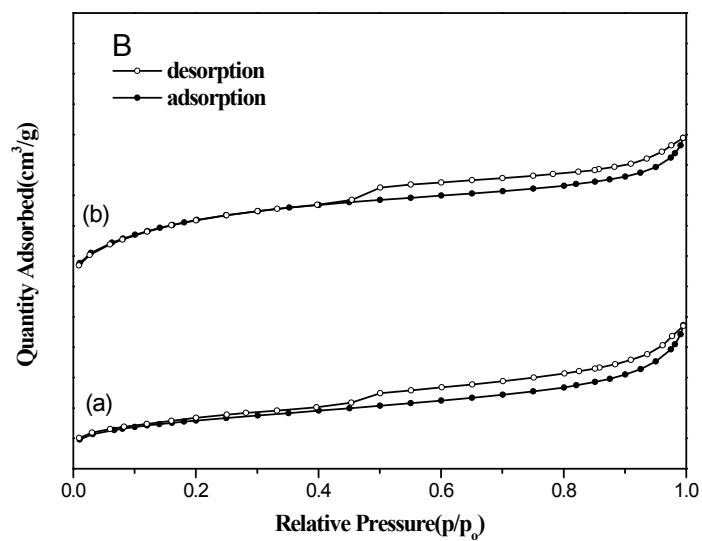 B
desorption
adsorption
Quantity Adsorbed(cm³/g)
(b)
(a)
0.0 0.2 0.4 0.6 0.8 1.0
Relative Pressure(p/pₒ)